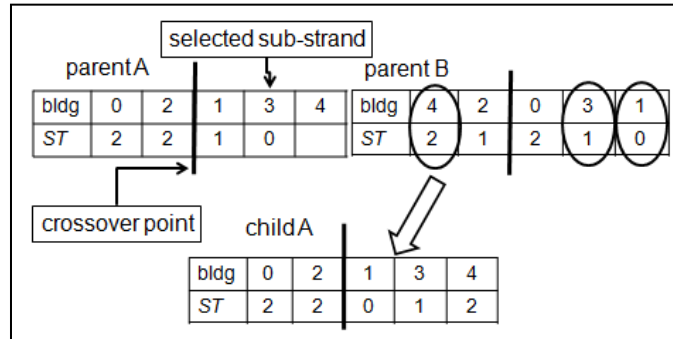 selected sub-strand
parent A
parent B
bldg 0 2 1 3 4
ST 2 2 1 0
bldg 4 2 0 3 1
ST 2 1 2 1 0
crossover point
child A
bldg 0 2 1 3 4
ST 2 2 0 1 2